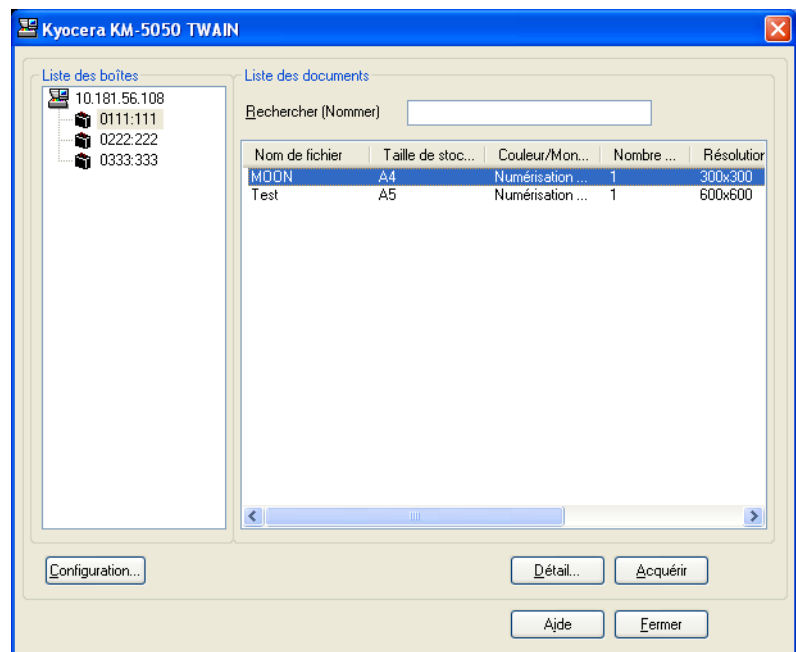 Kyocera KM-5050 TWAIN
Liste des boîtes
10.181.56.108
0111:111
0222:222
0333:333
Liste des documents
Rechercher (Nommer)
Nom de fichier Taille de stoc... Couleur/Mon... Nombre ... Résolution
MOON A4 Numérisation ... 1 300x300
Test A5 Numérisation ... 1 600x600
Configuration... Détail... Acquérir
Aide Fermer